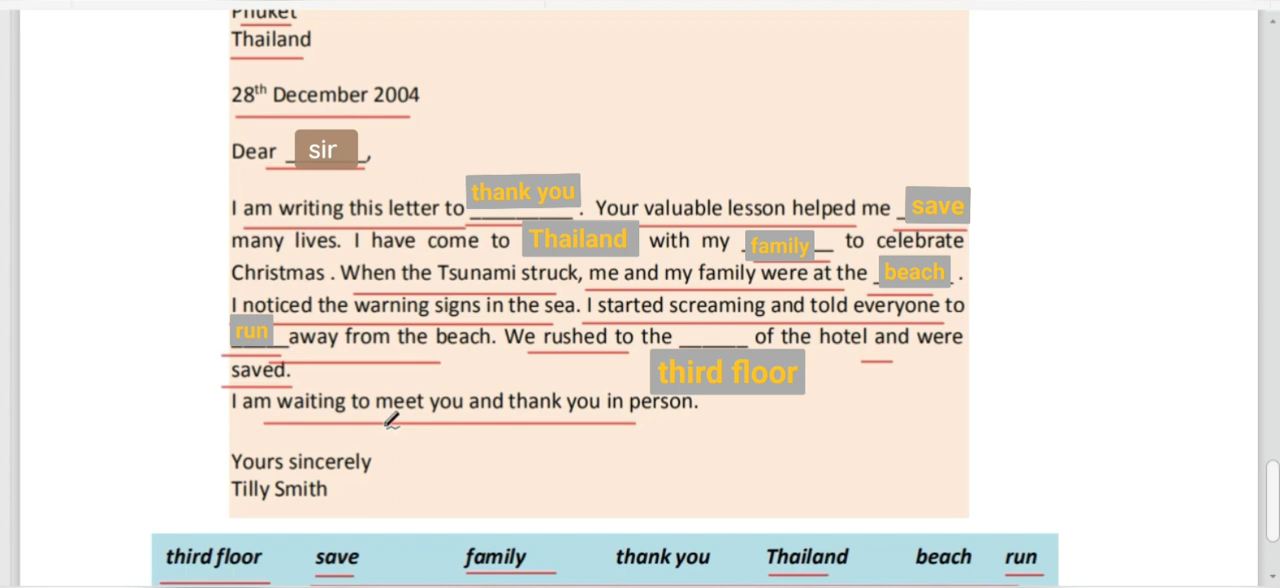 Phuket
Thailand
28th December 2004
Dear _ sir _,
I am writing this letter to thank you . Your valuable lesson helped me _ save
many lives. I have come to Thailand with my _ family _ to celebrate
Christmas . When the Tsunami struck, me and my family were at the _ beach _ .
I noticed the warning signs in the sea. I started screaming and told everyone to
run away from the beach. We rushed to the ______ of the hotel and were
third floor
saved.
I am waiting to meet you and thank you in person.
Yours sincerely
Tilly Smith
third floor save family thank you Thailand beach run